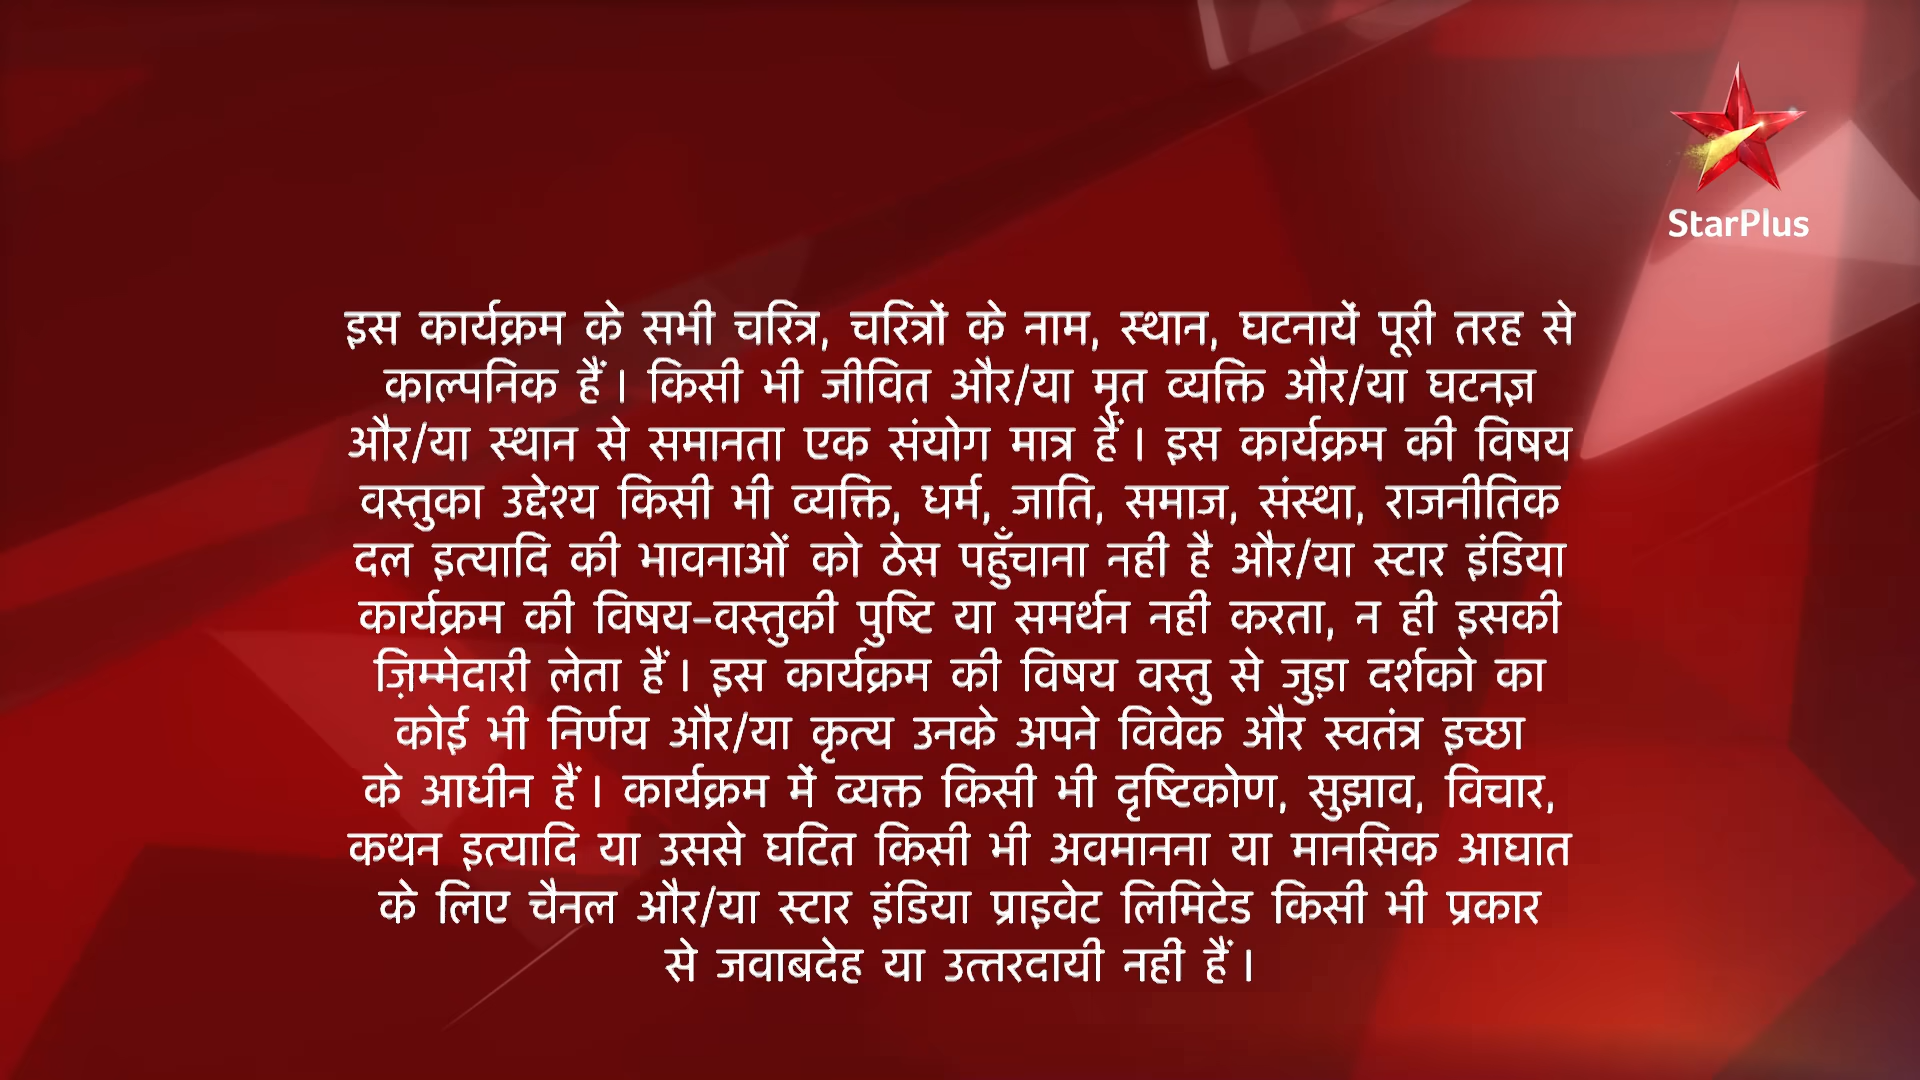 StarPlus
इस कार्यक्रम के सभी चरित्र, चरित्रों के नाम, स्थान, घटनायें पूरी तरह से
काल्पनिक हैं। किसी भी जीवित और/या मृत व्यक्ति और/या घटनज्ञ
और/या स्थान से समानता एक संयोग मात्र हैं। इस कार्यक्रम की विषय
वस्तुका उद्देश्य किसी भी व्यक्ति, धर्म, जाति, समाज, संस्था, राजनीतिक
दल इत्यादि की भावनाओं को ठेस पहुँचाना नही है और/या स्टार इंडिया
कार्यक्रम की विषय-वस्तुकी पुष्टि या समर्थन नही करता, न ही इसकी
ज़िम्मेदारी लेता हैं। इस कार्यक्रम की विषय वस्तु से जुड़ा दर्शको का
कोई भी निर्णय और/या कृत्य उनके अपने विवेक और स्वतंत्र इच्छा
के आधीन हैं। कार्यक्रम में व्यक्त किसी भी दृष्टिकोण, सुझाव, विचार,
कथन इत्यादि या उससे घटित किसी भी अवमानना या मानसिक आघात
के लिए चैनल और/या स्टार इंडिया प्राइवेट लिमिटेड किसी भी प्रकार
से जवाबदेह या उत्तरदायी नही हैं।